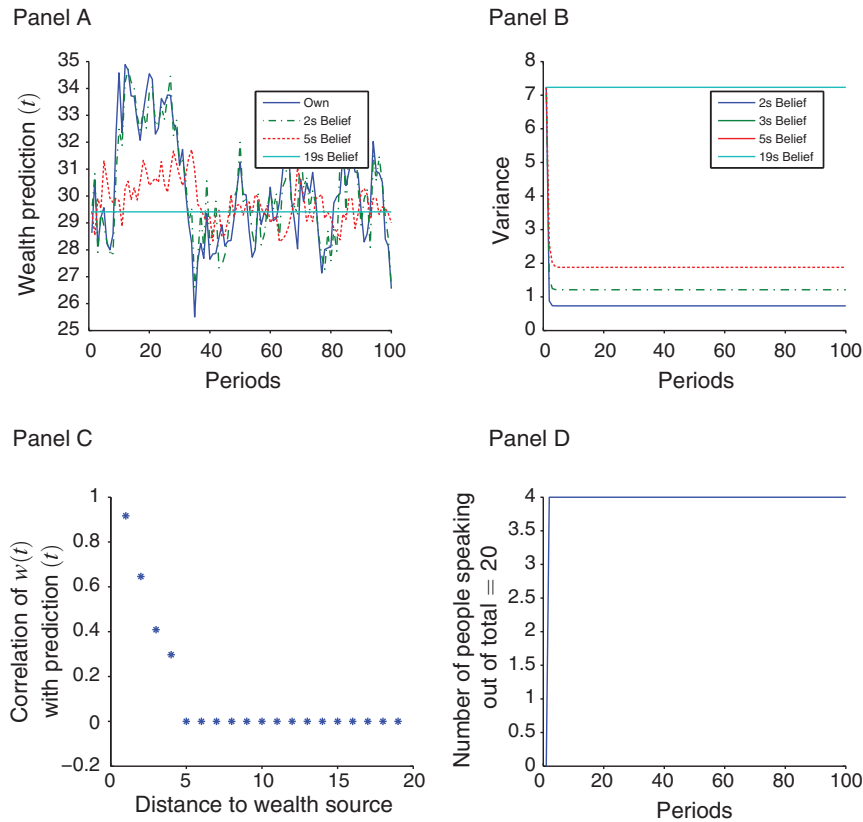 Panel A
Wealth prediction (t)
35
34
33
32
31
30
29
28
27
26
25
0
20
40
60
80
100
Periods
Own
2s Belief
5s Belief
19s Belief
Panel B
Variance
8
7
6
5
4
3
2
1
0
0
20
40
60
80
100
Periods
2s Belief
3s Belief
5s Belief
19s Belief
Panel C
Correlation of w(t)
with prediction (t)
1
0.8
0.6
0.4
0.2
0
−0.2
0
5
10
15
20
Distance to wealth source
Panel D
Number of people speaking
out of total = 20
4
3.5
3
2.5
2
1.5
1
0.5
0
0
20
40
60
80
100
Periods